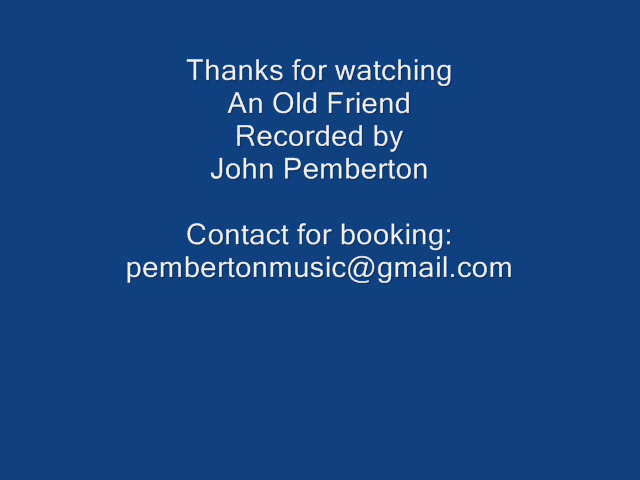 Thanks for watching
An Old Friend
Recorded by
John Pemberton
Contact for booking:
pembertonmusic@gmail.com